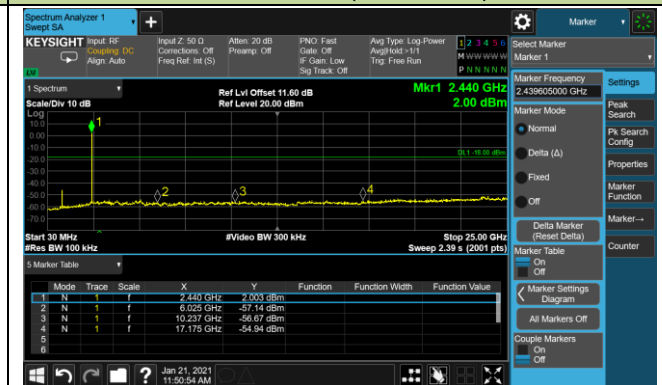 Spectrum Analyzer 1
Swept SA
+
Marker
KEYSIGHT
Input: RF
Coupling: DC
Align: Auto
Input Z: 50 Ω
Corrections: Off
Freq Ref: Int (S)
Atten: 20 dB
Preamp: Off
PNO: Fast
Gate: Off
IF Gain: Low
Sig Track: Off
Avg Type: Log-Power
Avg|Hold:>1/1
Trig: Free Run
1 2 3 4 5 6
M W W W W W
P N N N N N
LXI
Select Marker
Marker 1
Marker Frequency
2.439605000 GHz
Settings
Marker Mode
Normal
Delta (Δ)
Fixed
Off
Delta Marker
(Reset Delta)
Marker Table
On
Off
Marker Settings
Diagram
All Markers Off
Couple Markers
On
Off
Peak
Search
Pk Search
Config
Properties
Marker
Function
Marker→
Counter
1 Spectrum
Scale/Div 10 dB
Ref Lvl Offset 11.60 dB
Ref Level 20.00 dBm
Mkr1 2.440 GHz
2.00 dBm
Log
10.0
0.00
-10.0
-20.0
-30.0
-40.0
-50.0
-60.0
-70.0
1
2
3
4
DL1 -18.00 dBm
Start 30 MHz
#Res BW 100 kHz
#Video BW 300 kHz
Stop 25.00 GHz
Sweep 2.39 s (2001 pts)
5 Marker Table
Mode Trace Scale X Y Function Function Width Function Value
1 N 1 f 2.440 GHz 2.003 dBm
2 N 1 f 6.025 GHz -57.14 dBm
3 N 1 f 10.237 GHz -56.67 dBm
4 N 1 f 17.175 GHz -54.94 dBm
5
6
?
Jan 21, 2021
11:50:54 AM